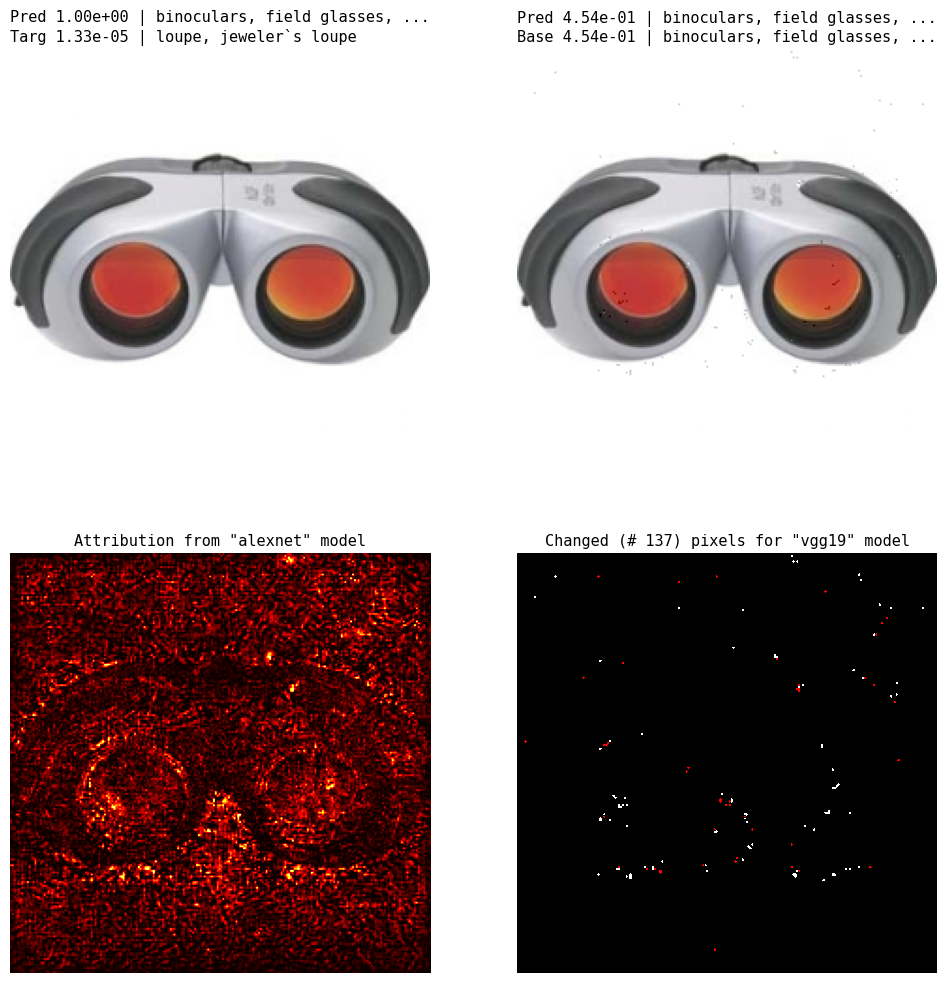 Pred 1.00e+00 | binoculars, field glasses, ...
Targ 1.33e-05 | loupe, jeweler`s loupe
Pred 4.54e-01 | binoculars, field glasses, ...
Base 4.54e-01 | binoculars, field glasses, ...
Attribution from "alexnet" model
Changed (# 137) pixels for "vgg19" model